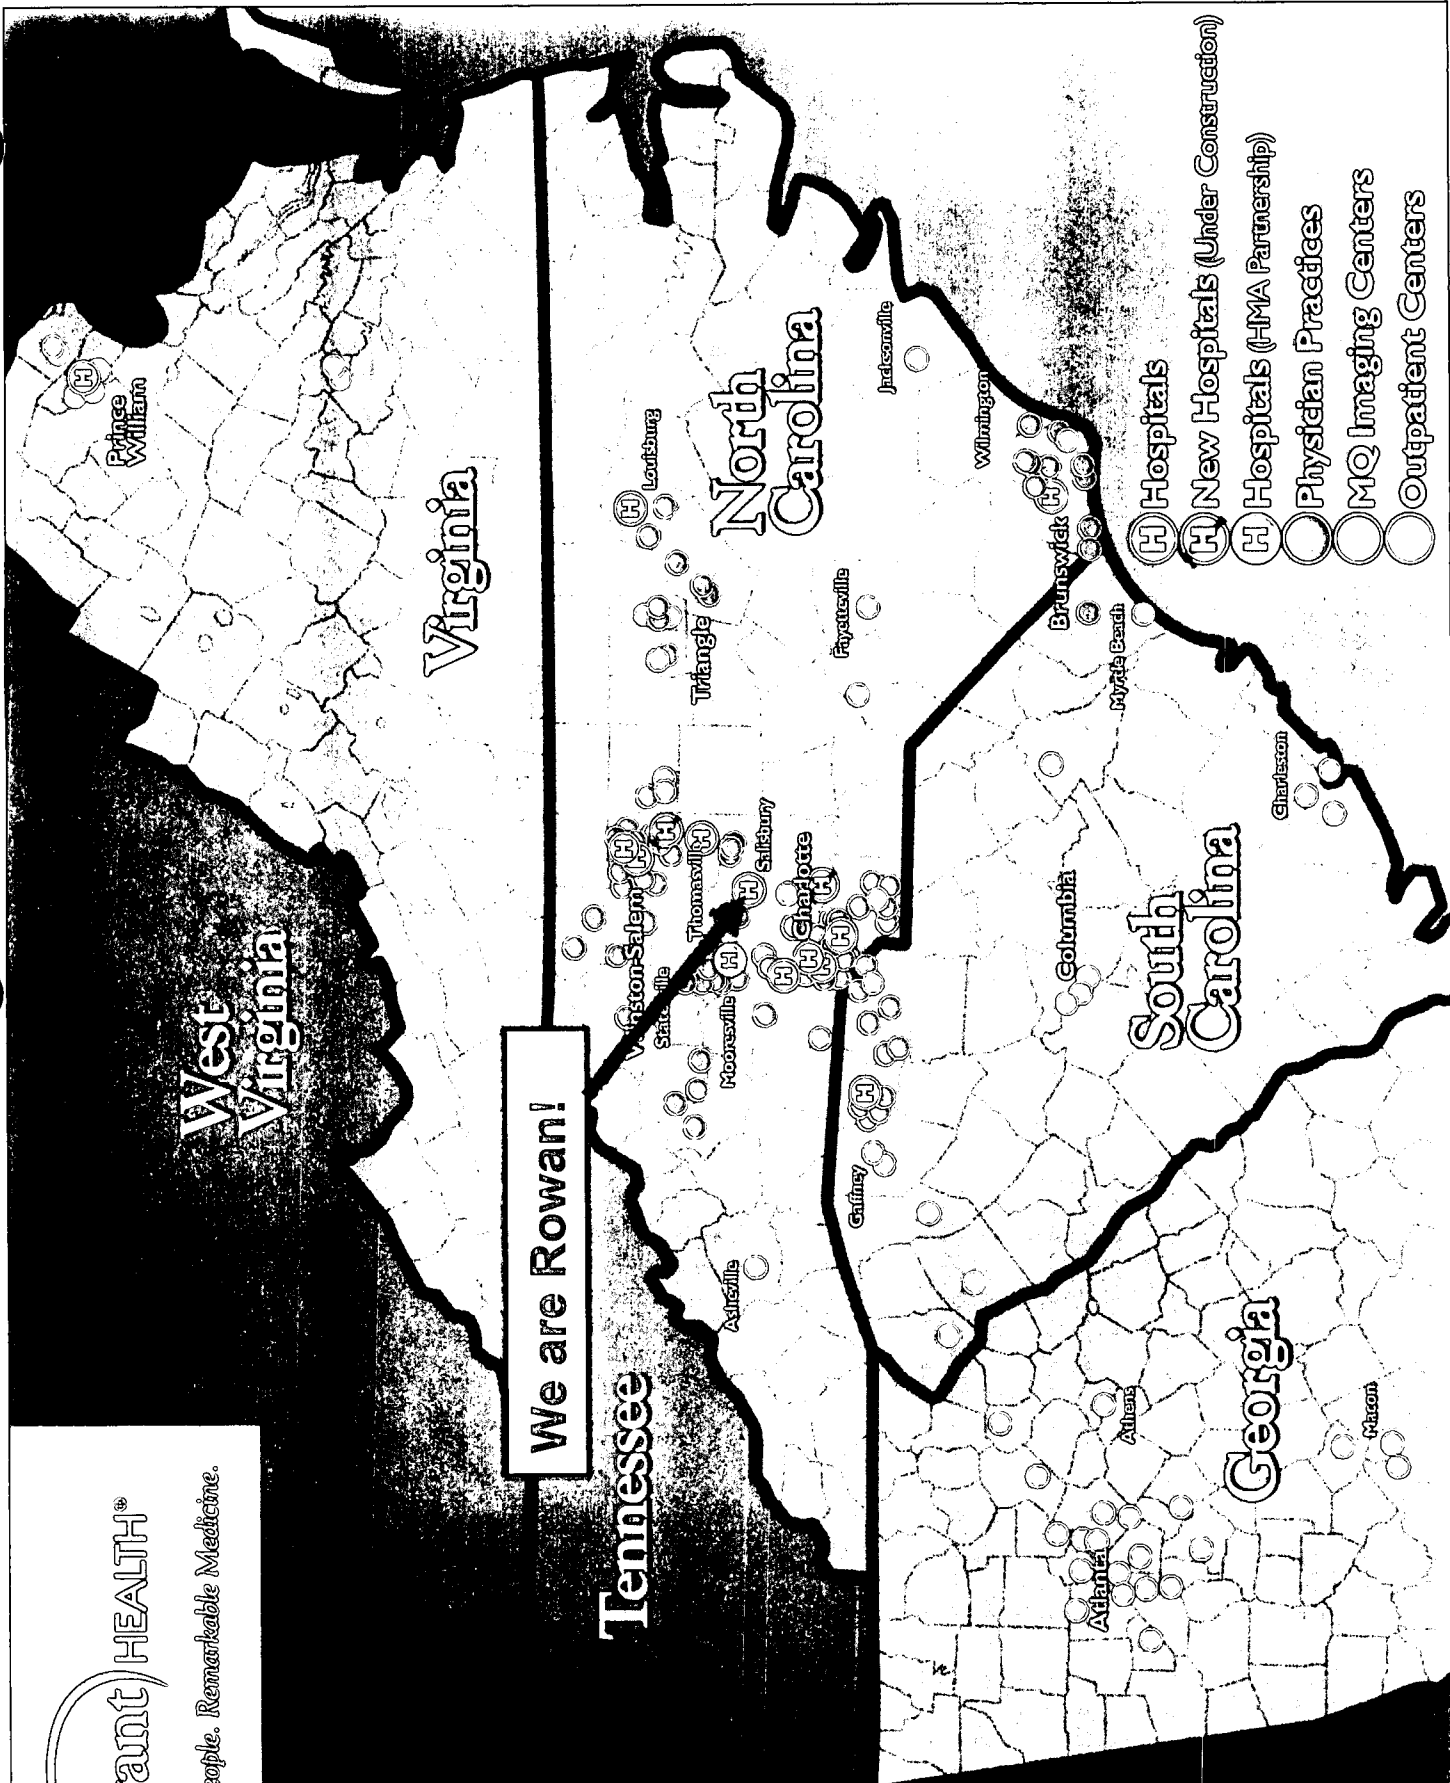 ant HEALTH®
eople. Remarkable Medicine.
West
Virginia
Prince
William
Virginia
We are Rowan!
Tennessee
Winston-Salem
Statesville
Louisburg
Thomasville
Triangle
Mooresville
Salisbury
Asheville
North
Carolina
Charlotte
Fayetteville
Jacksonville
Gaffney
Wilmington
Columbia
Brunswick
Myrtle Beach
Atlanta
Athens
South
Carolina
Charleston
Georgia
Macon
H Hospitals
H New Hospitals (Under Construction)
H Hospitals (HMA Partnership)
Physician Practices
MQ Imaging Centers
Outpatient Centers